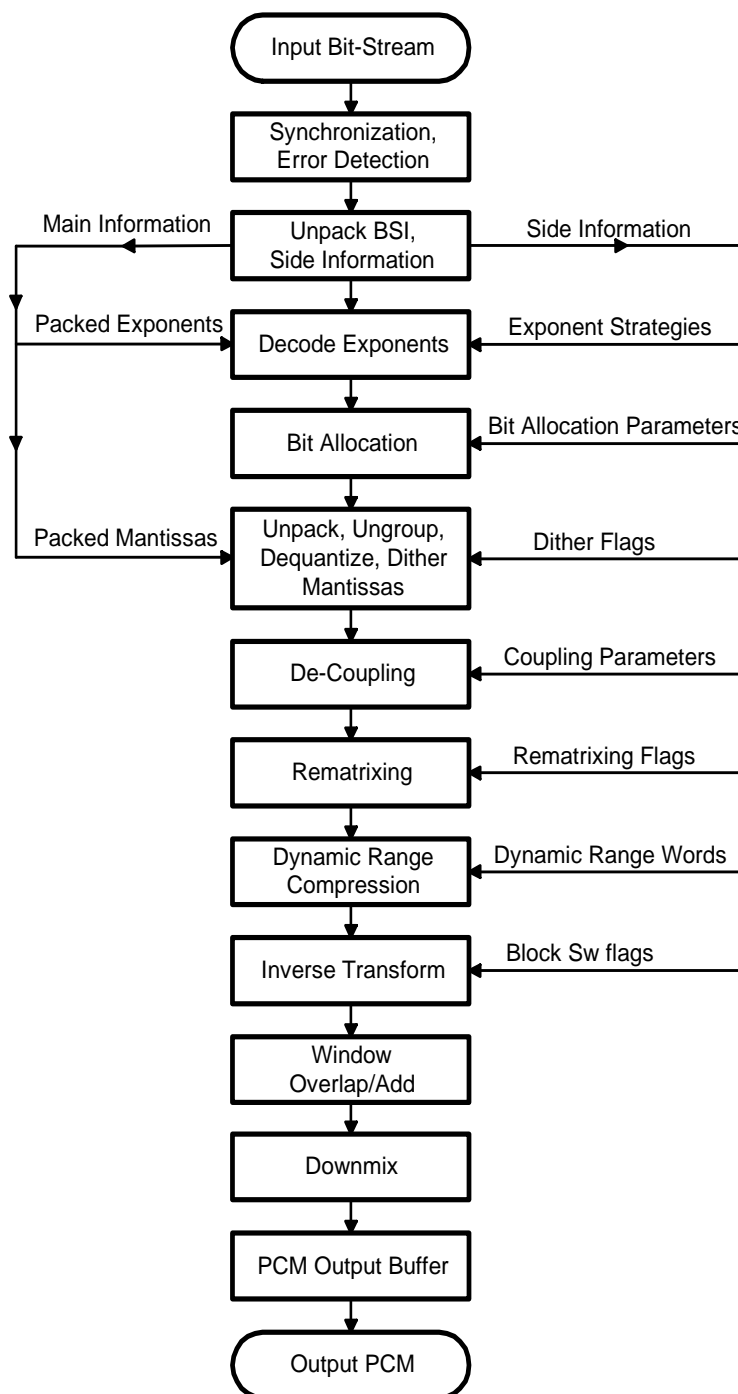 Input Bit-Stream
Synchronization,
Error Detection
Main Information
Unpack BSI,
Side Information
Side Information
Packed Exponents
Decode Exponents
Exponent Strategies
Bit Allocation
Bit Allocation Parameters
Packed Mantissas
Unpack, Ungroup,
Dequantize, Dither
Mantissas
Dither Flags
De-Coupling
Coupling Parameters
Rematrixing
Rematrixing Flags
Dynamic Range
Compression
Dynamic Range Words
Inverse Transform
Block Sw flags
Window
Overlap/Add
Downmix
PCM Output Buffer
Output PCM